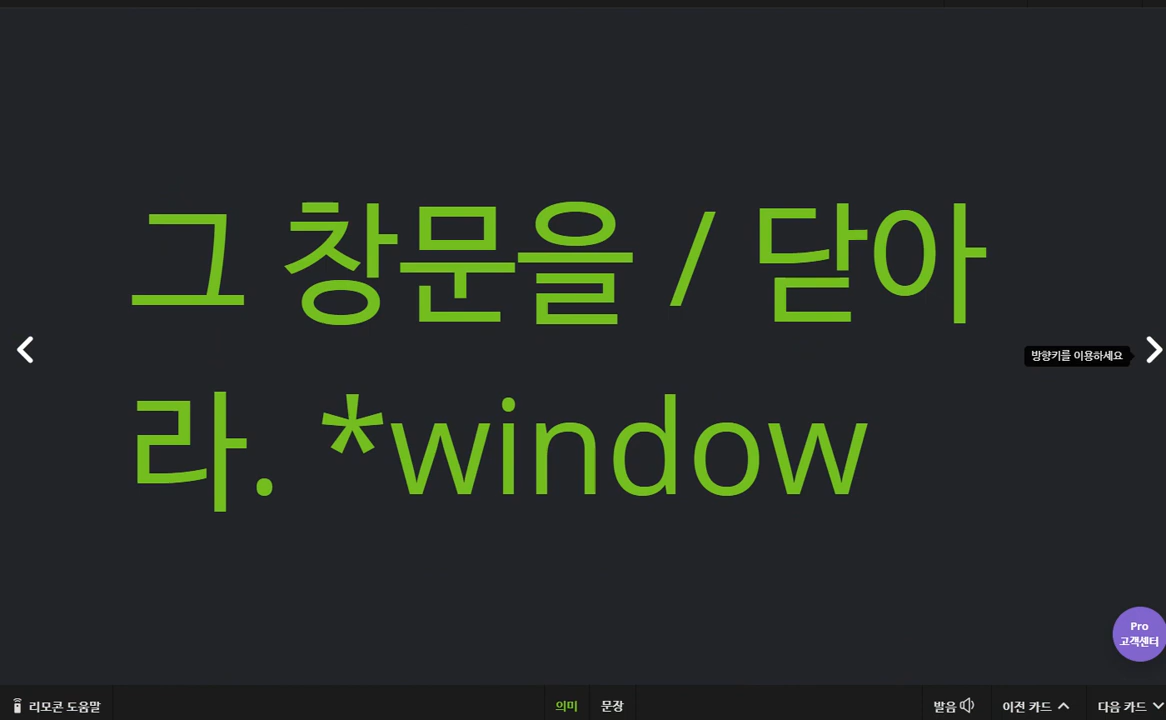 그 창문을 / 닫아
라. *window
방향키를 이용하세요
Pro
고객센터
리모콘 도움말
의미
문장
발음
이전 카드
다음 카드